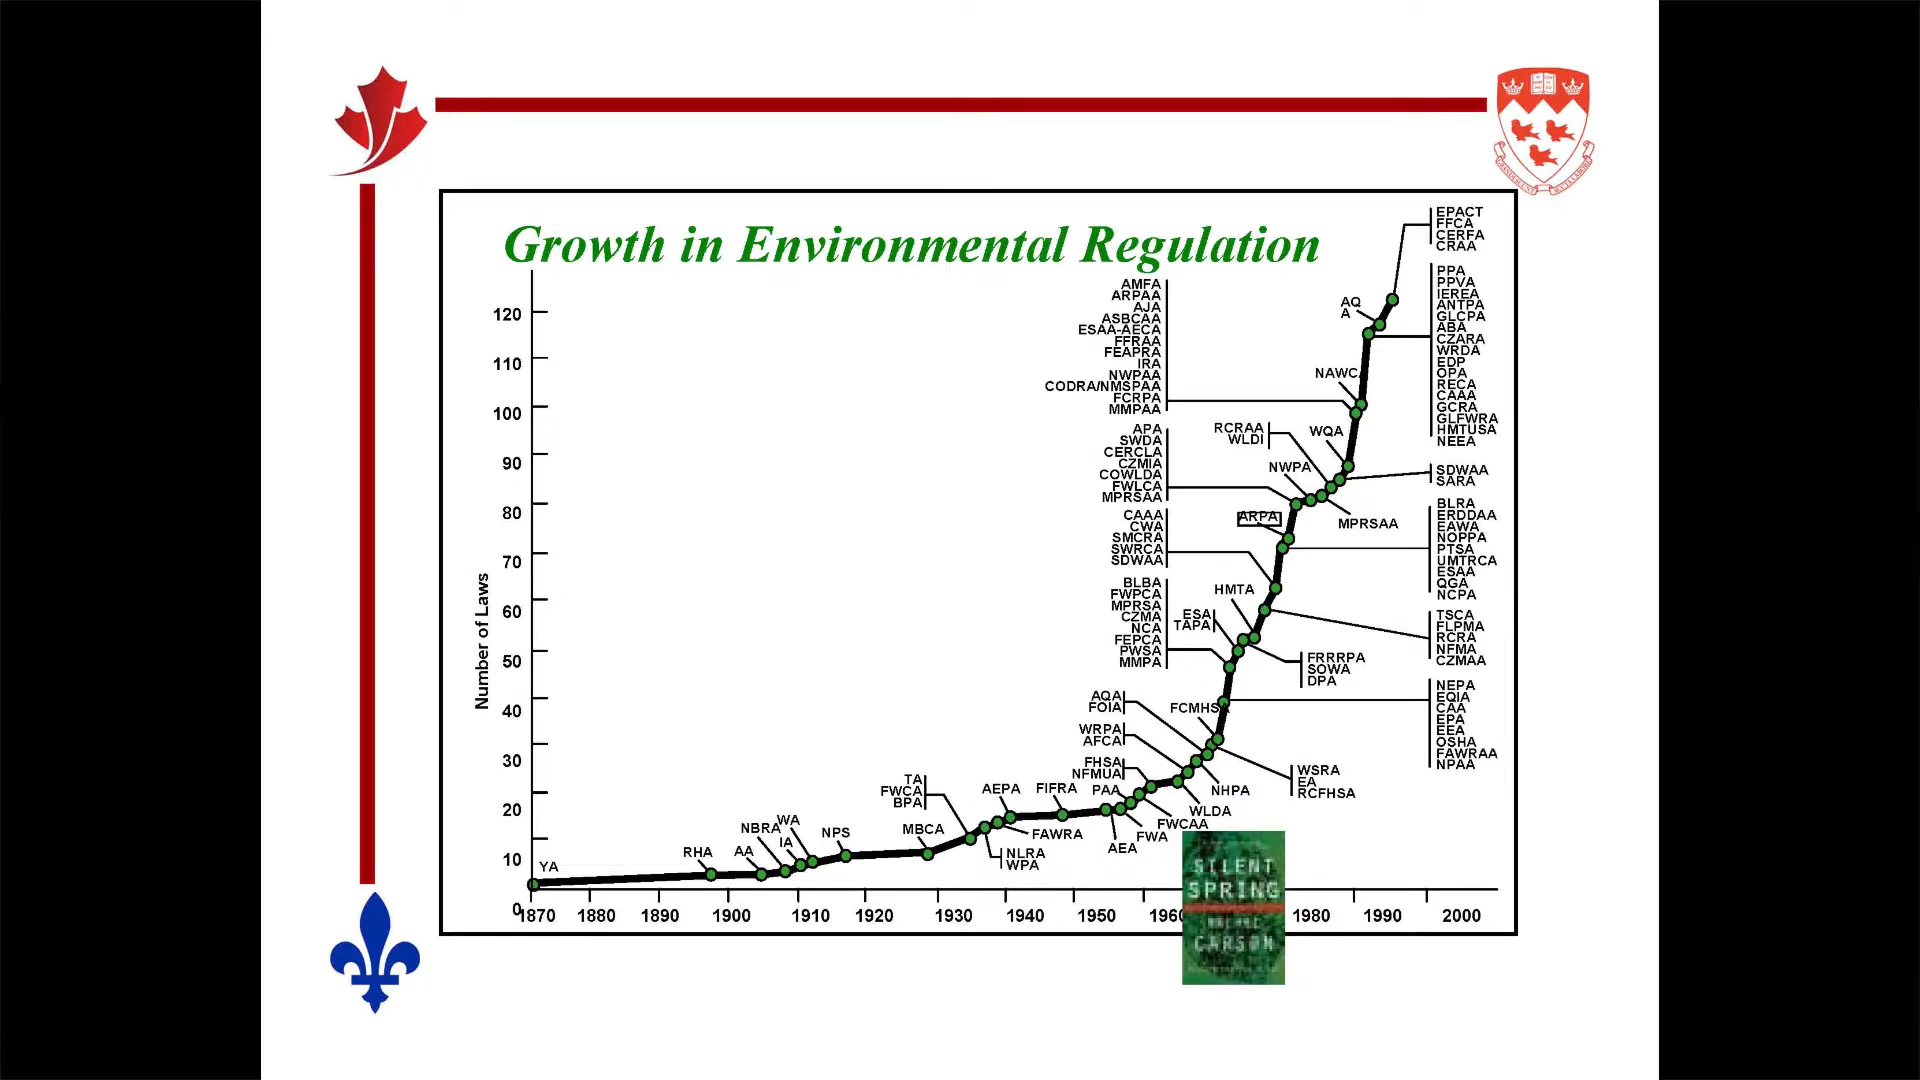 Growth in Environmental Regulation
EPACT
FFCA
CERFA
CRAA
PPA
PPVA
IEREA
ANTPA
GLCPA
ABA
CZARA
WRDA
EDP
OPA
RECA
CAAA
GCRA
GLFWRA
HMTUSA
NEEA
AMFA
ARPAA
AJA
ASBCAA
ESAA-AECA
FFRAA
FEAPRA
IRA
NWPAA
CODRA/NMSPAA
FCRPA
MMPAA
AQ
A
NAWC
APA
SWDA
CERCLA
CZMIA
COWLDA
FWLCA
MPRSAA
RCRAA
WLDI
WQA
NWPA
SDWAA
SARA
MPRSAA
ARPA
CAAA
CWA
SMCRA
SWRCA
SDWAA
BLRA
ERDDAA
EAWA
NOPPA
PTSA
UMTRCA
ESAA
QGA
NCPA
BLBA
FWPCA
MPRSA
CZMA
NCA
FEPCA
PWSA
MMPA
HMTA
ESA
TAPA
TSCA
FLPMA
RCRA
NFMA
CZMAA
FRRRPA
SOWA
DPA
NEPA
EQIA
CAA
EPA
EEA
OSHA
FAWRAA
NPAA
AQA
FOIA
FCMHS
WRPA
AFCA
FHSA
NFMUA
PAA
WSRA
EA
RCFHSA
NHPA
WLDA
FWCAA
FWA
AEA
TA
FWCA
BPA
AEPA
FIFRA
FAWRA
NLRA
WPA
MBCA
NPS
WA
NBRA
IA
AA
RHA
YA
Number of Laws
120
110
100
90
80
70
60
50
40
30
20
10
0
1870 1880 1890 1900 1910 1920 1930 1940 1950 1960 1980 1990 2000
SILENT
SPRING
CARSON